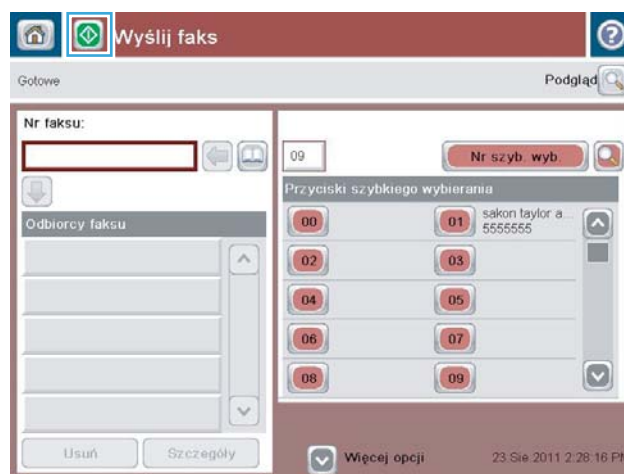 Wyślij faks
Gotowe
Podgląd
Nr faksu:
09
Nr szyb. wyb.
Przyciski szybkiego wybierania
Odbiorcy faksu
00
01
sakon taylor a...
5555555
02
03
04
05
06
07
08
09
Usuń
Szczegóły
Więcej opcji
23 Sie 2011 2:28:16 PM